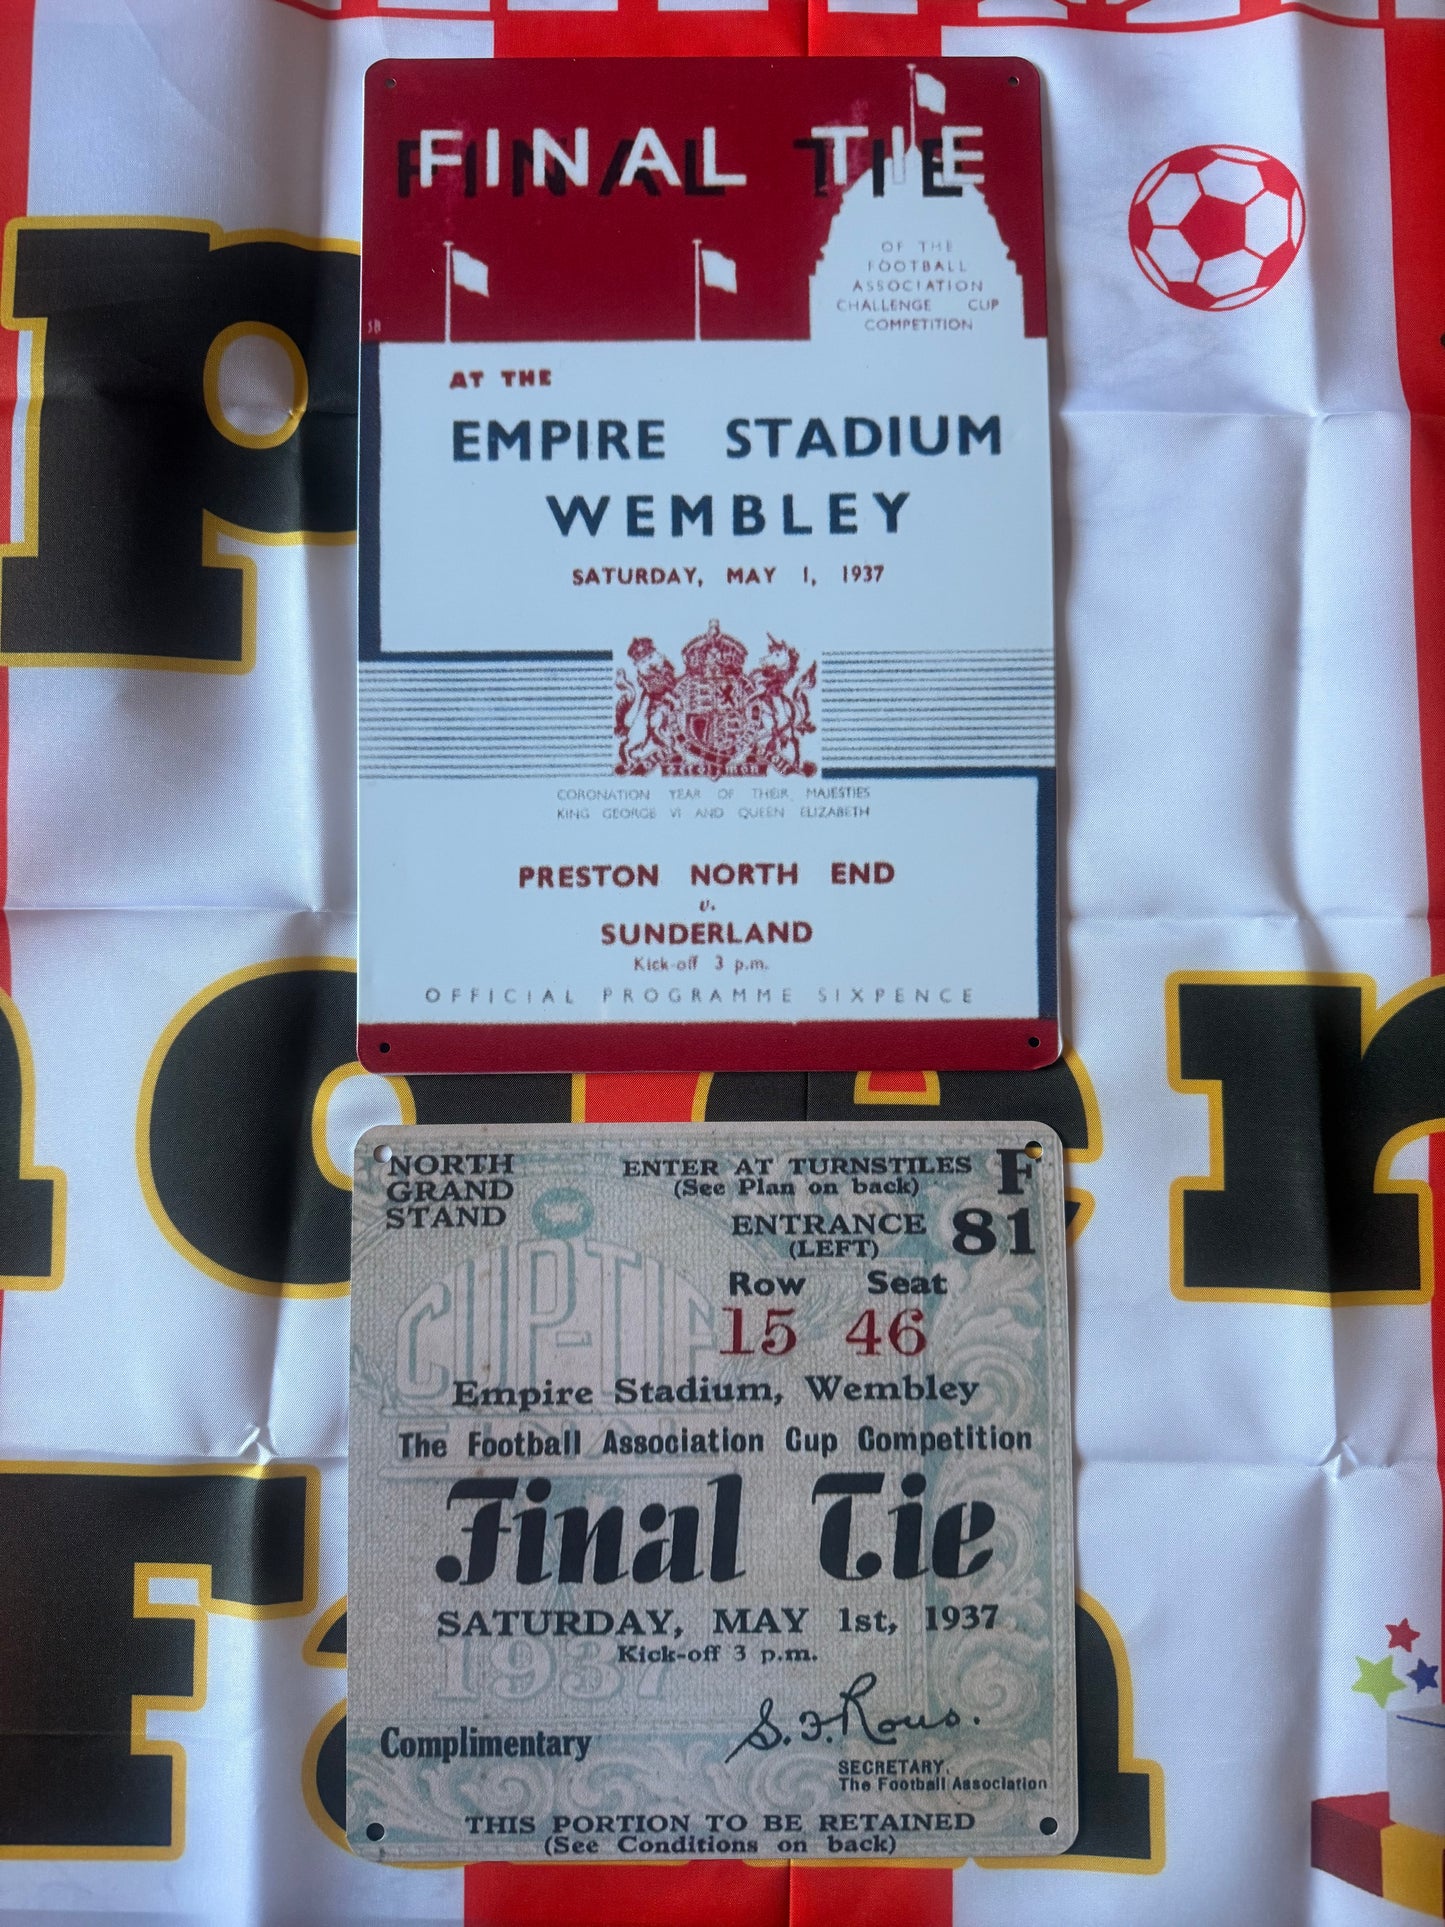 FINAL TIE
OF THE
FOOTBALL
ASSOCIATION
CHALLENGE CUP
COMPETITION
SB
AT THE
EMPIRE STADIUM
WEMBLEY
SATURDAY, MAY 1, 1937
CORONATION YEAR OF THEIR MAJESTIES
KING GEORGE VI AND QUEEN ELIZABETH
PRESTON NORTH END
v.
SUNDERLAND
Kick-off 3 p.m.
OFFICIAL PROGRAMME SIXPENCE
NORTH
GRAND
STAND
ENTER AT TURNSTILES F
(See Plan on back)
ENTRANCE 81
(LEFT)
Row Seat
15 46
CUP-TIE
Empire Stadium, Wembley
The Football Association Cup Competition
FINAL
Final Tie
SATURDAY, MAY 1st, 1937
Kick-off 3 p.m.
1937
Complimentary
S. F. Rous.
SECRETARY,
The Football Association
THIS PORTION TO BE RETAINED
(See Conditions on back)